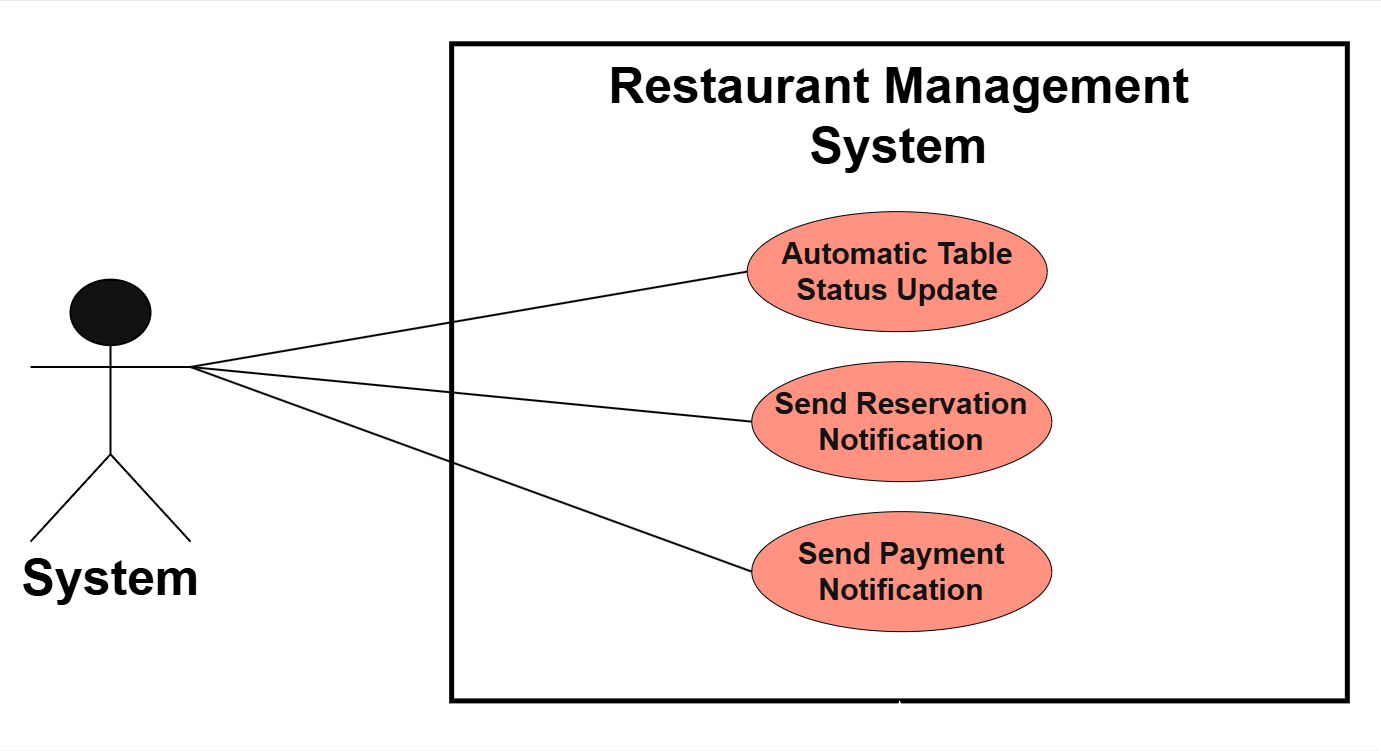 Restaurant Management
System
Automatic Table
Status Update
Send Reservation
Notification
Send Payment
Notification
System